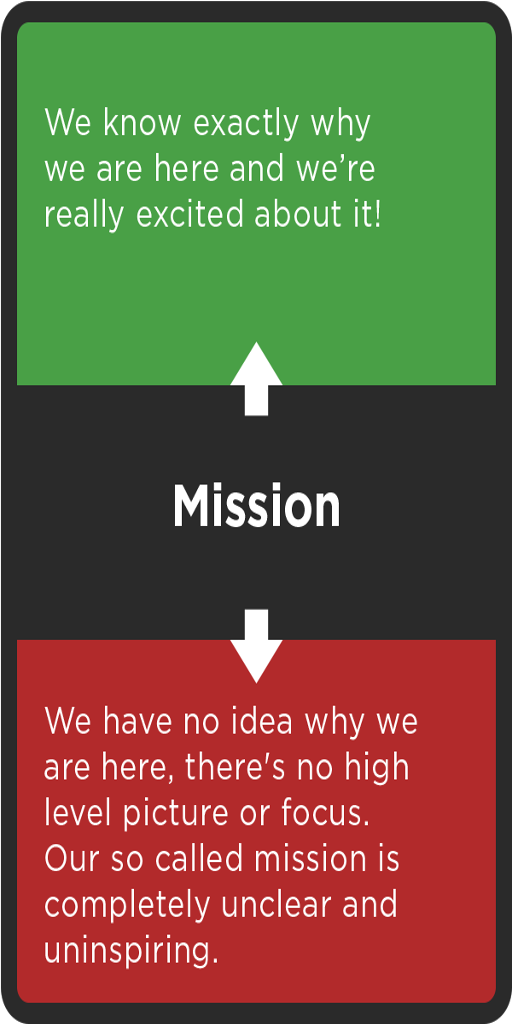 We know exactly why
we are here and we’re
really excited about it!
Mission
We have no idea why we
are here, there's no high
level picture or focus.
Our so called mission is
completely unclear and
uninspiring.